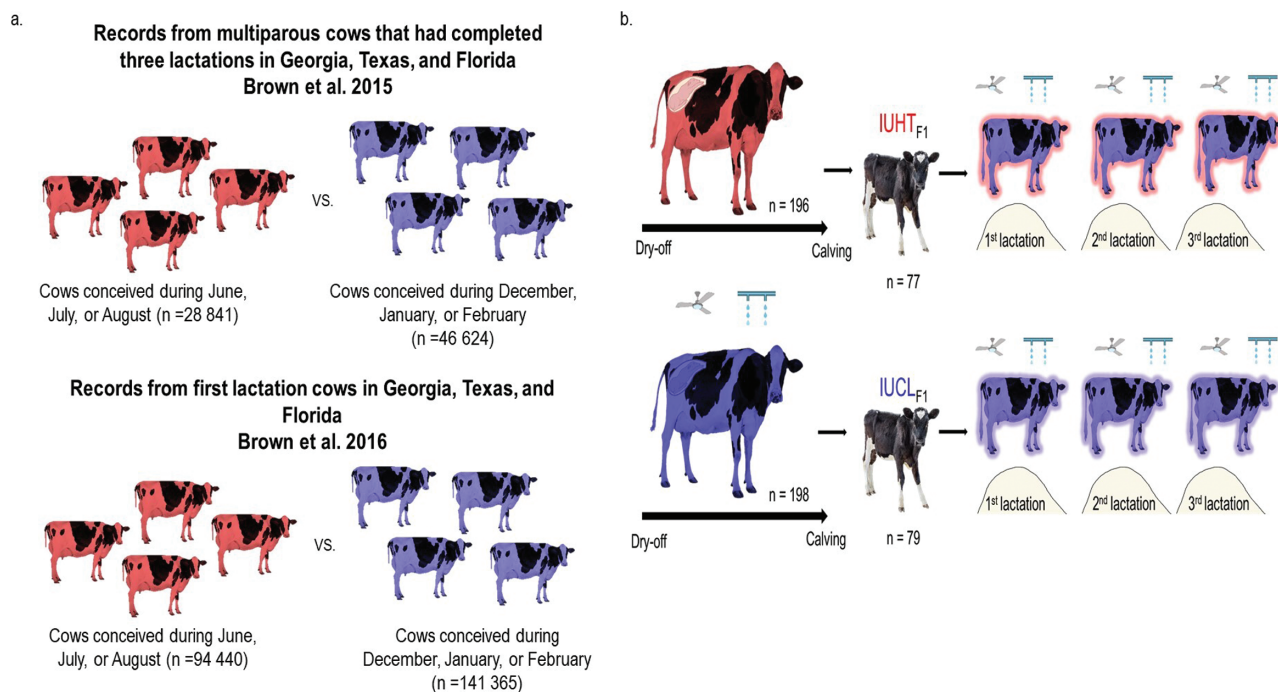 a.
Records from multiparous cows that had completed
three lactations in Georgia, Texas, and Florida
Brown et al. 2015
VS.
Cows conceived during June,
July, or August (n =28 841)
Cows conceived during December,
January, or February
(n =46 624)
Records from first lactation cows in Georgia, Texas, and
Florida
Brown et al. 2016
VS.
Cows conceived during June,
July, or August (n =94 440)
Cows conceived during
December, January, or February
(n =141 365)
b.
n = 196
Dry-off
Calving
IUHTF1
n = 77
1st lactation
2nd lactation
3rd lactation
n = 198
Dry-off
Calving
IUCLF1
n = 79
1st lactation
2nd lactation
3rd lactation